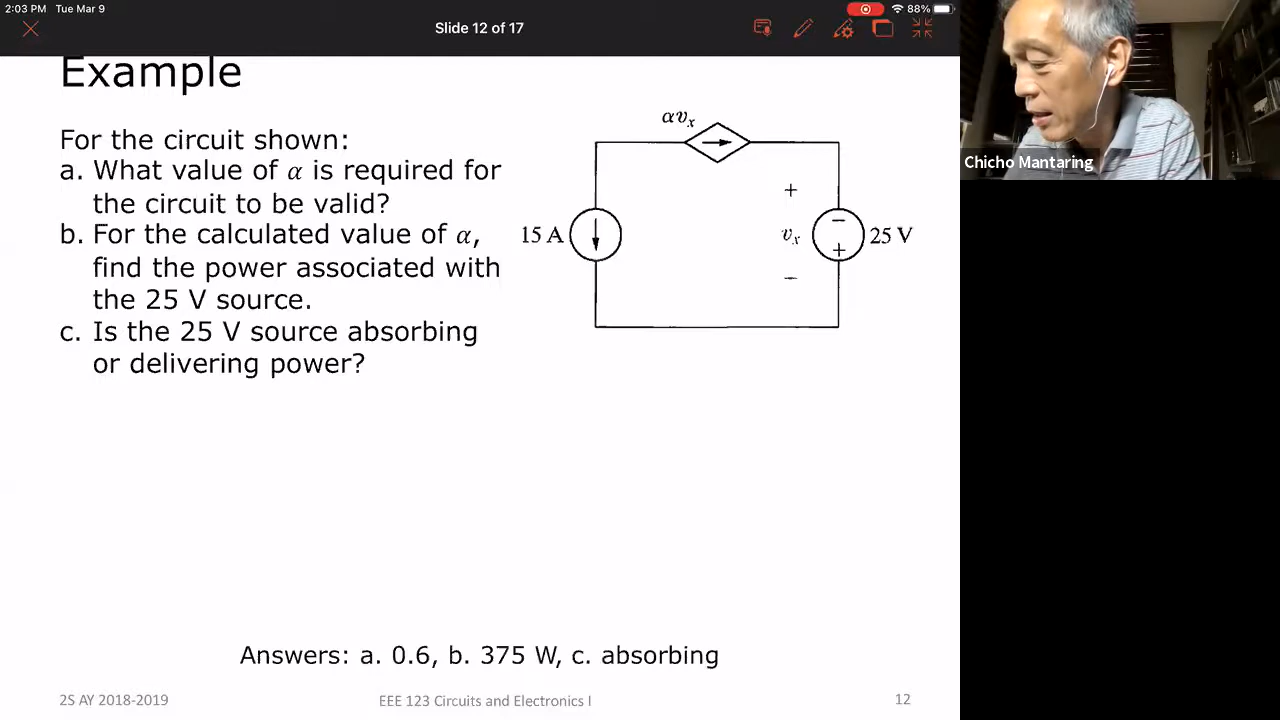 2:03 PM Tue Mar 9
88%
Slide 12 of 17
Example
For the circuit shown:
a. What value of α is required for
the circuit to be valid?
b. For the calculated value of α,
find the power associated with
the 25 V source.
c. Is the 25 V source absorbing
or delivering power?
αvₓ
15 A
+
vₓ
−
−
+
25 V
Chicho Mantaring
Answers: a. 0.6, b. 375 W, c. absorbing
2S AY 2018-2019
EEE 123 Circuits and Electronics I
12